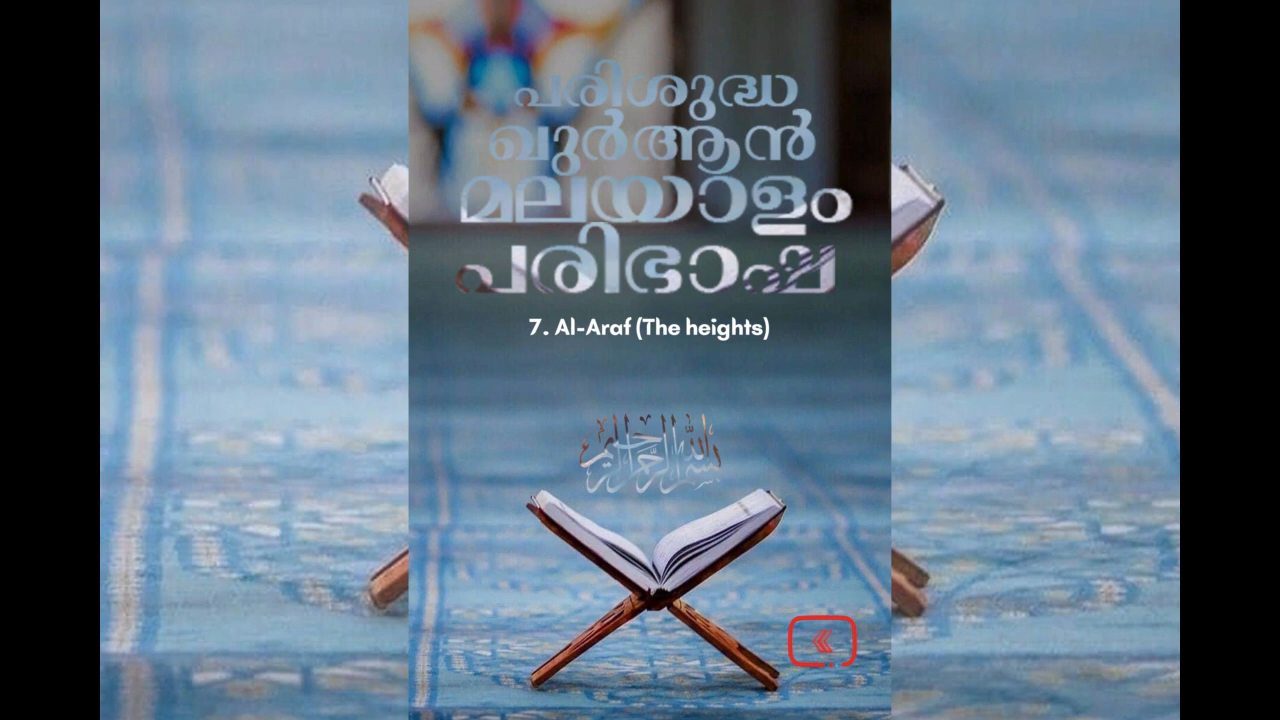 പരിശുദ്ധ
ഖുർആൻ
മലയാളം
പരിഭാഷ
7. Al-Araf (The heights)
بسم الله الرحمن الرحيم